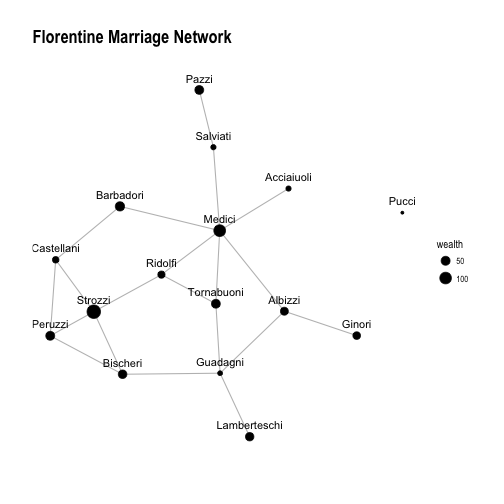 Florentine Marriage Network
Pazzi
Salviati
Acciaiuoli
Barbadori
Pucci
Medici
wealth
Castellani
50
Ridolfi
100
Strozzi
Tornabuoni
Albizzi
Peruzzi
Ginori
Bischeri
Guadagni
Lamberteschi